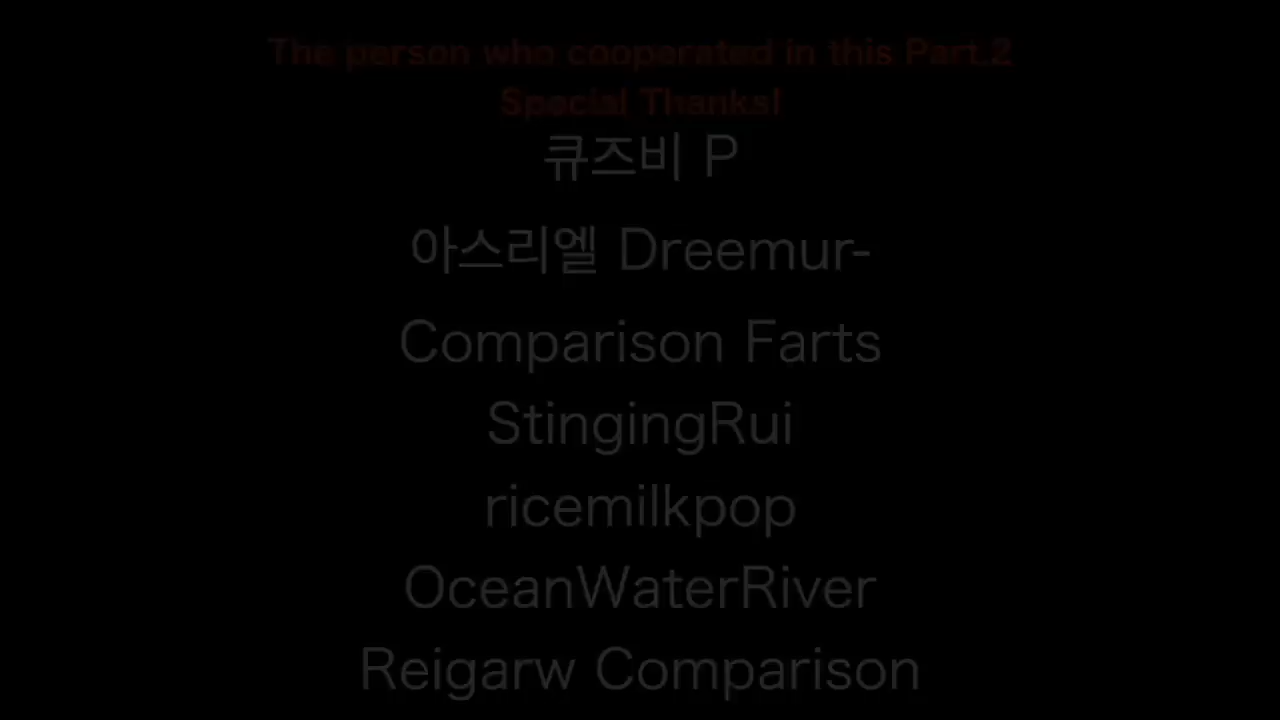 The person who cooperated in this Part.2
Special Thanks!
큐즈비 P
아스리엘 Dreemur-
Comparison Farts
StingingRui
ricemilkpop
OceanWaterRiver
Reigarw Comparison